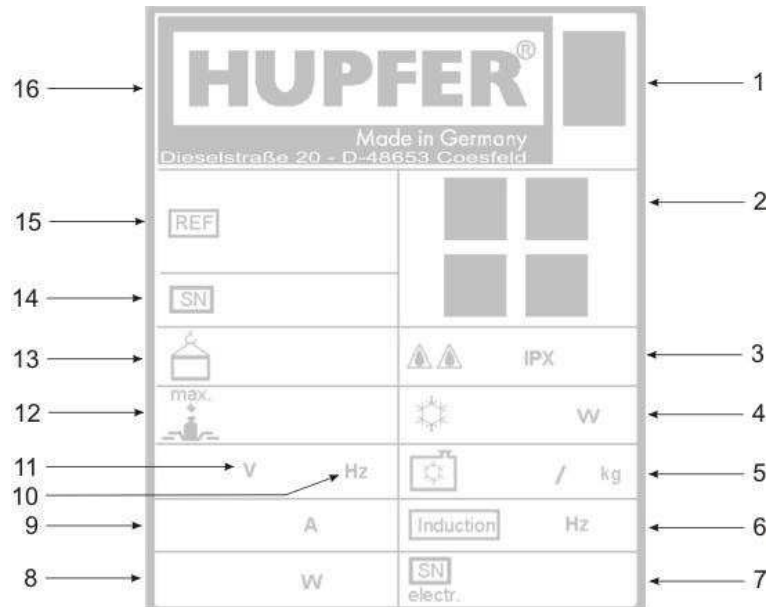 16
HUPFER®
1
Made in Germany
Dieselstraße 20 - D-48653 Coesfeld
15
REF
2
14
SN
13
IPX
3
12
max.
W
4
11
V
Hz
10
/ kg
5
9
A
Induction
Hz
6
8
W
SN
electr.
7